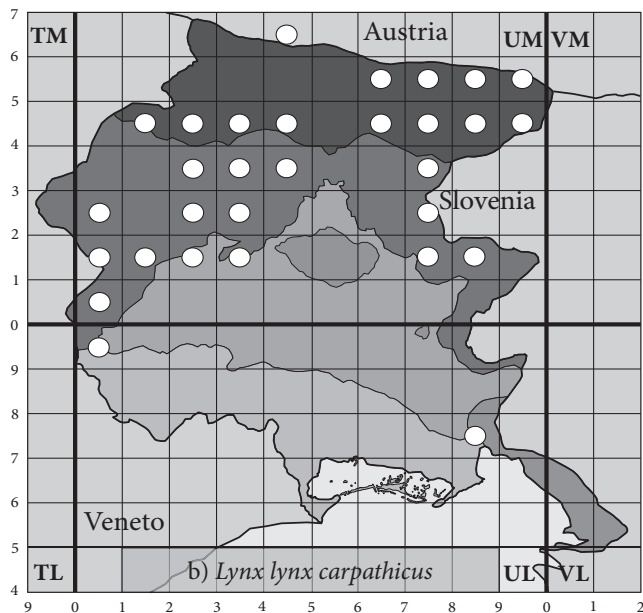 7
TM Austria UM VM
6
5
4
3
Slovenia
2
1
0
9
8
7
6
Veneto
5
TL b) Lynx lynx carpathicus UL VL
4
9 0 1 2 3 4 5 6 7 8 9 0 1 2